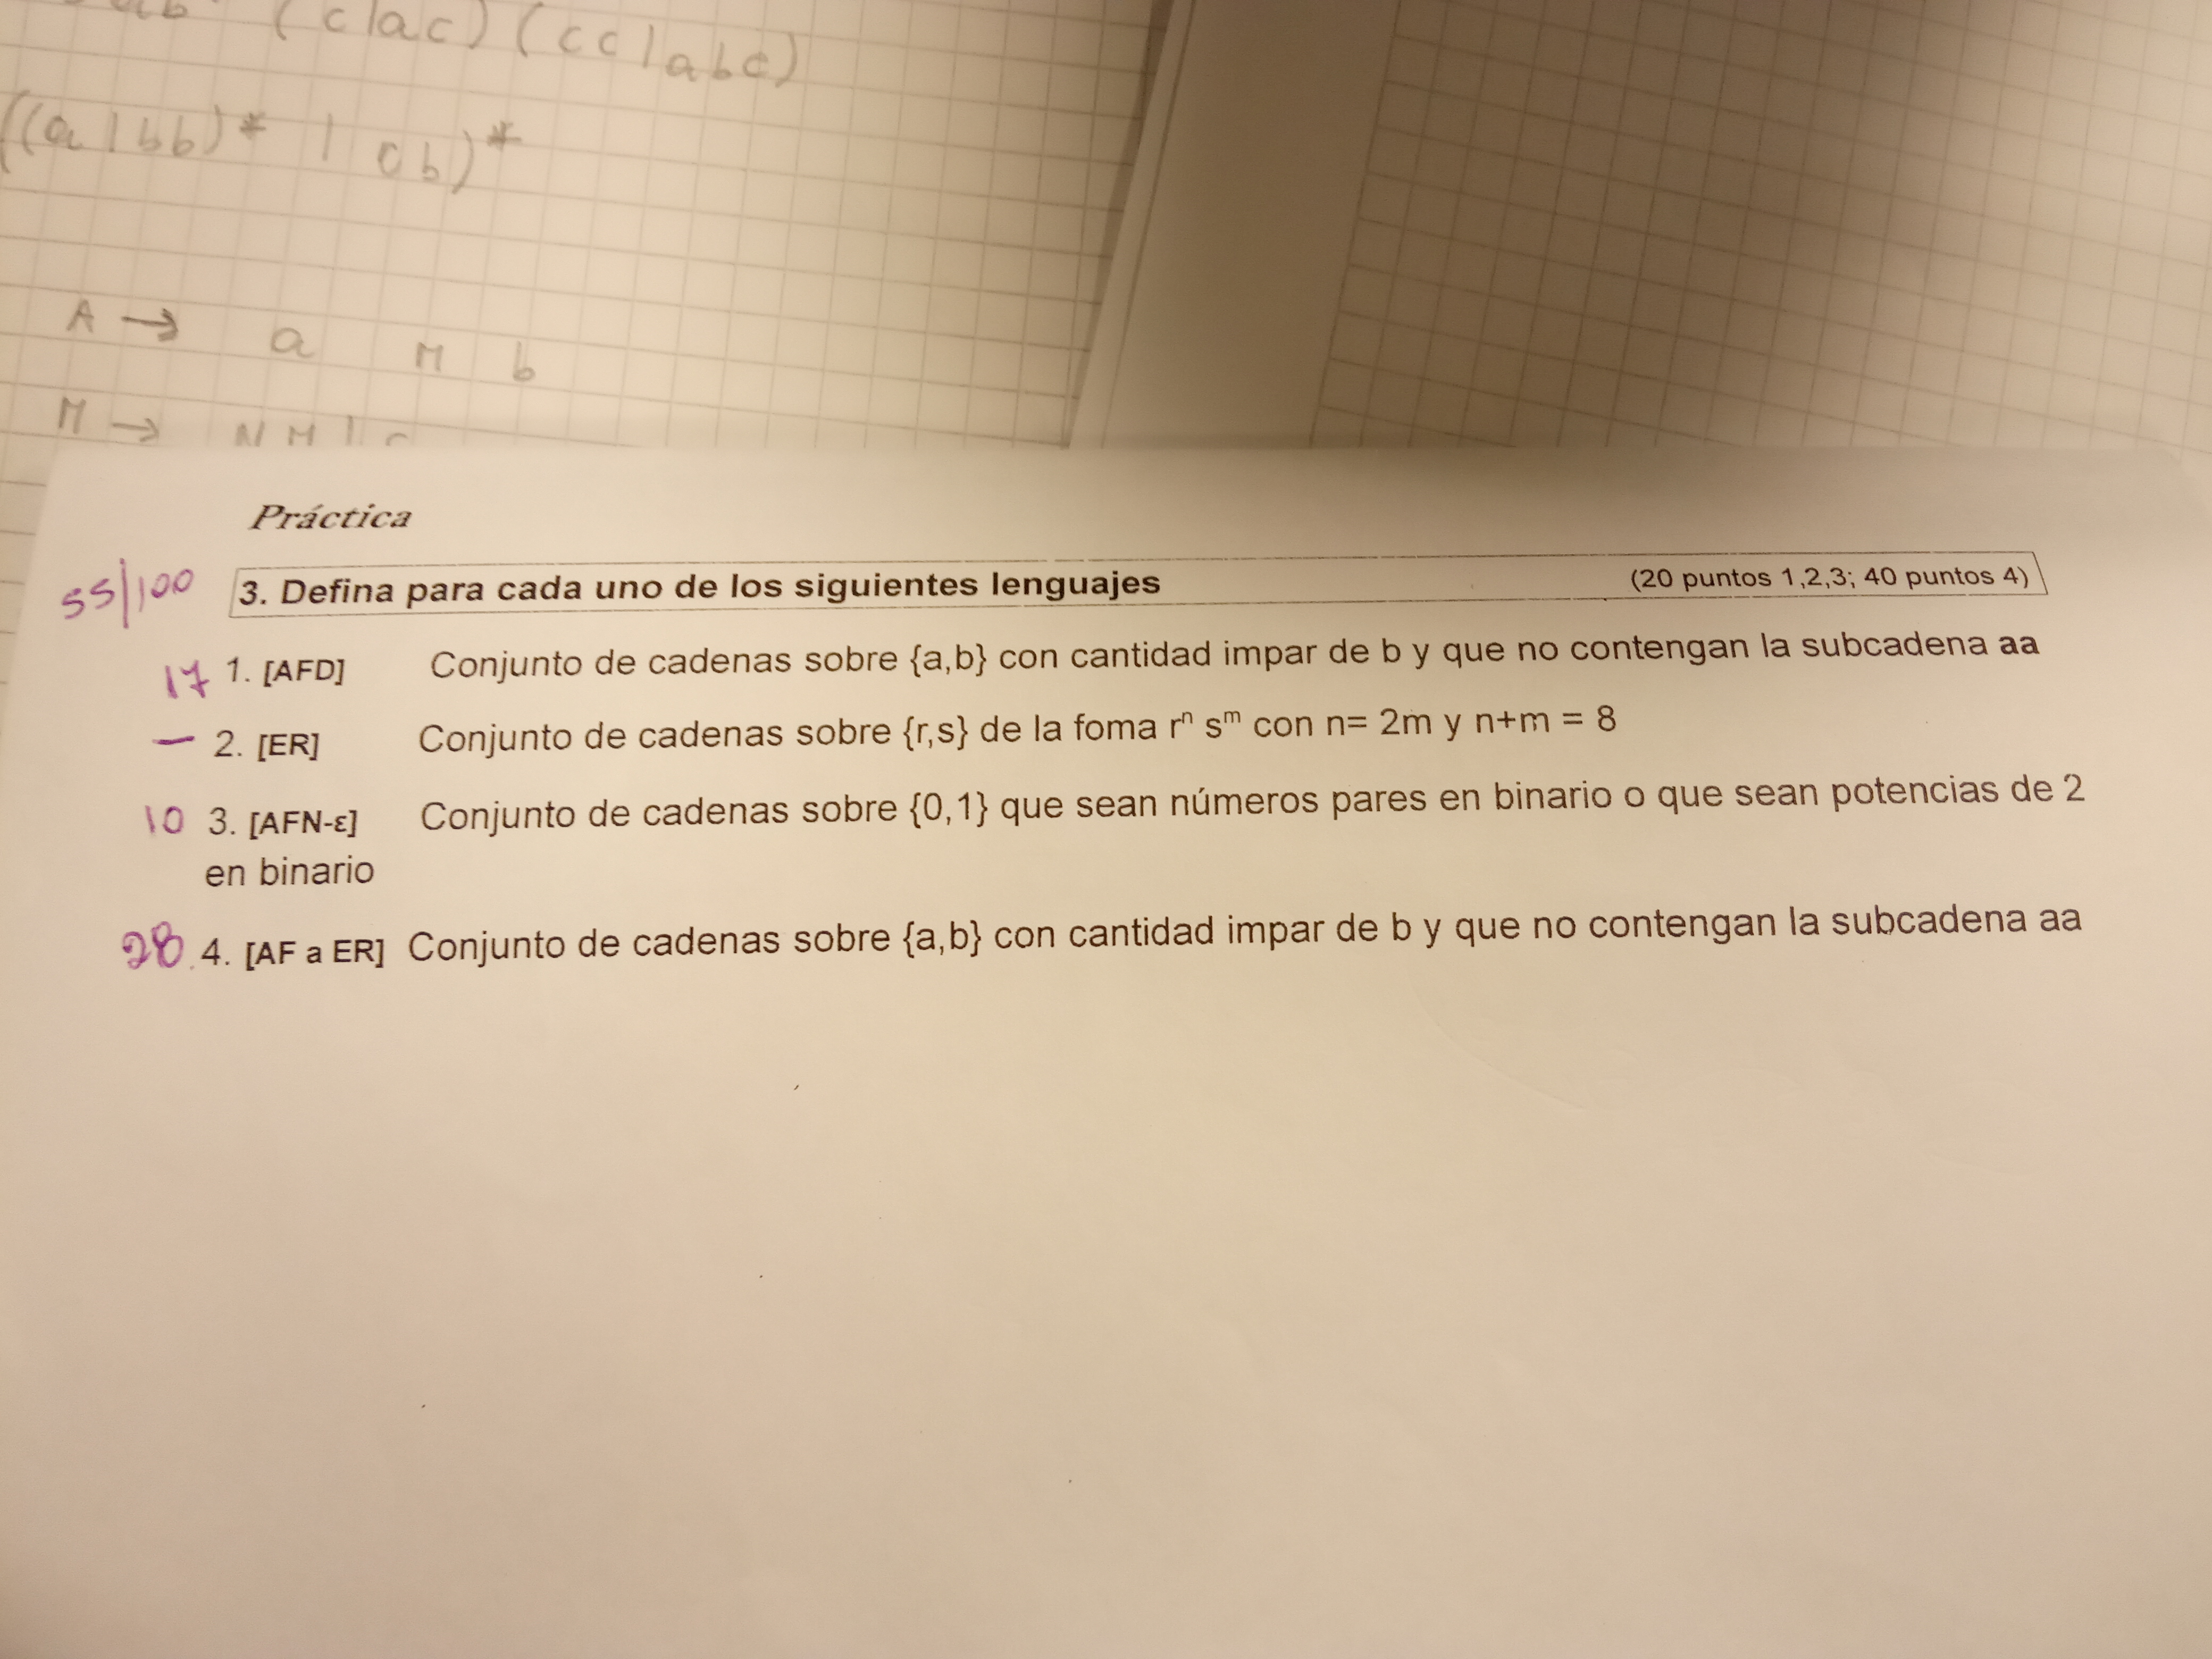 (c|ac) (cc|abc)
((a|bb)* | cb)*
A → a M b
M → N M |
Práctica
55/100 3. Defina para cada uno de los siguientes lenguajes (20 puntos 1,2,3; 40 puntos 4)
17 1. [AFD] Conjunto de cadenas sobre {a,b} con cantidad impar de b y que no contengan la subcadena aa
— 2. [ER] Conjunto de cadenas sobre {r,s} de la foma rⁿ sᵐ con n= 2m y n+m = 8
10 3. [AFN-ε] Conjunto de cadenas sobre {0,1} que sean números pares en binario o que sean potencias de 2
en binario
28 4. [AF a ER] Conjunto de cadenas sobre {a,b} con cantidad impar de b y que no contengan la subcadena aa